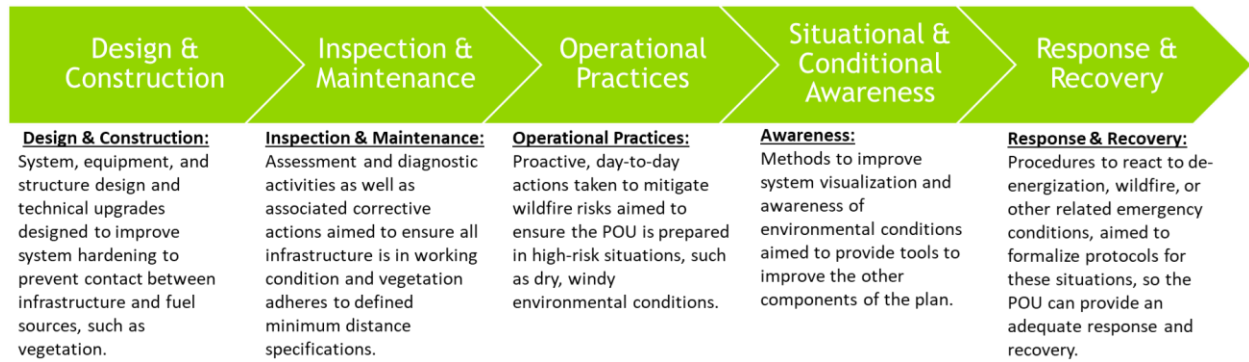 Design &
Construction
Inspection &
Maintenance
Operational
Practices
Situational &
Conditional
Awareness
Response &
Recovery
Design & Construction:
System, equipment, and
structure design and
technical upgrades
designed to improve
system hardening to
prevent contact between
infrastructure and fuel
sources, such as
vegetation.
Inspection & Maintenance:
Assessment and diagnostic
activities as well as
associated corrective
actions aimed to ensure all
infrastructure is in working
condition and vegetation
adheres to defined
minimum distance
specifications.
Operational Practices:
Proactive, day-to-day
actions taken to mitigate
wildfire risks aimed to
ensure the POU is prepared
in high-risk situations, such
as dry, windy
environmental conditions.
Awareness:
Methods to improve
system visualization and
awareness of
environmental conditions
aimed to provide tools to
improve the other
components of the plan.
Response & Recovery:
Procedures to react to de-
energization, wildfire, or
other related emergency
conditions, aimed to
formalize protocols for
these situations, so the
POU can provide an
adequate response and
recovery.